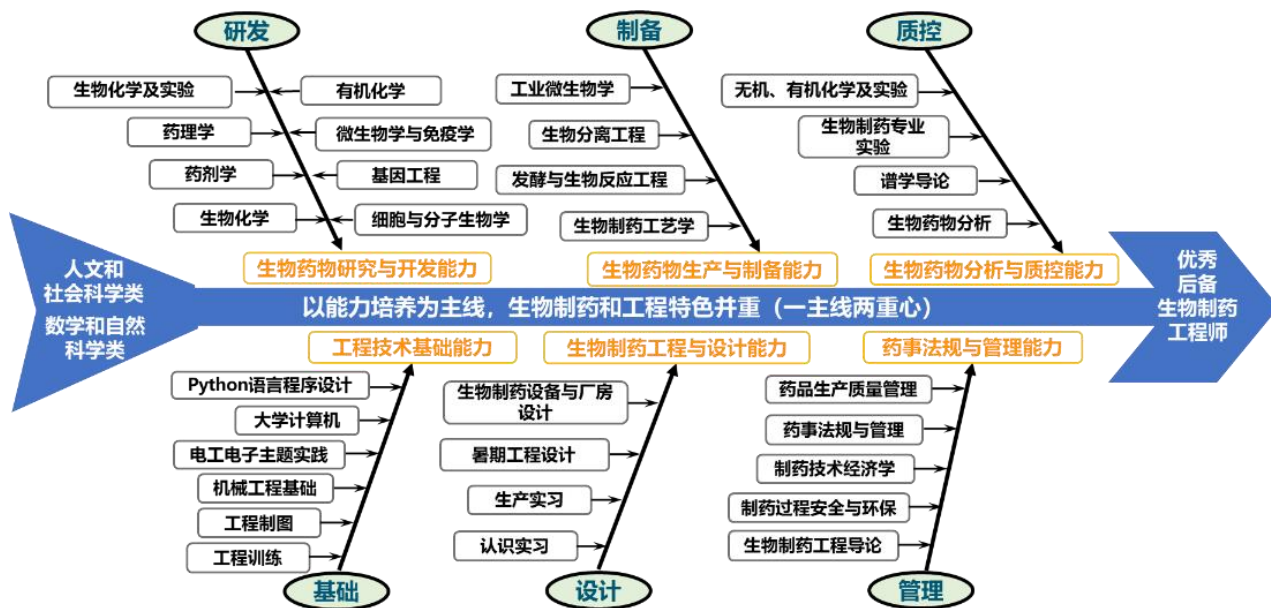 研发
制备
质控
生物化学及实验
有机化学
药理学
微生物学与免疫学
药剂学
基因工程
生物化学
细胞与分子生物学
工业微生物学
生物分离工程
发酵与生物反应工程
生物制药工艺学
无机、有机化学及实验
生物制药专业
实验
谱学导论
生物药物分析
生物药物研究与开发能力
生物药物生产与制备能力
生物药物分析与质控能力
人文和
社会科学类
数学和自然
科学类
以能力培养为主线，生物制药和工程特色并重（一主线两重心）
优秀
后备
生物制药
工程师
工程技术基础能力
生物制药工程与设计能力
药事法规与管理能力
Python语言程序设计
大学计算机
电工电子主题实践
机械工程基础
工程制图
工程训练
生物制药设备与厂房
设计
暑期工程设计
生产实习
认识实习
药品生产质量管理
药事法规与管理
制药技术经济学
制药过程安全与环保
生物制药工程导论
基础
设计
管理